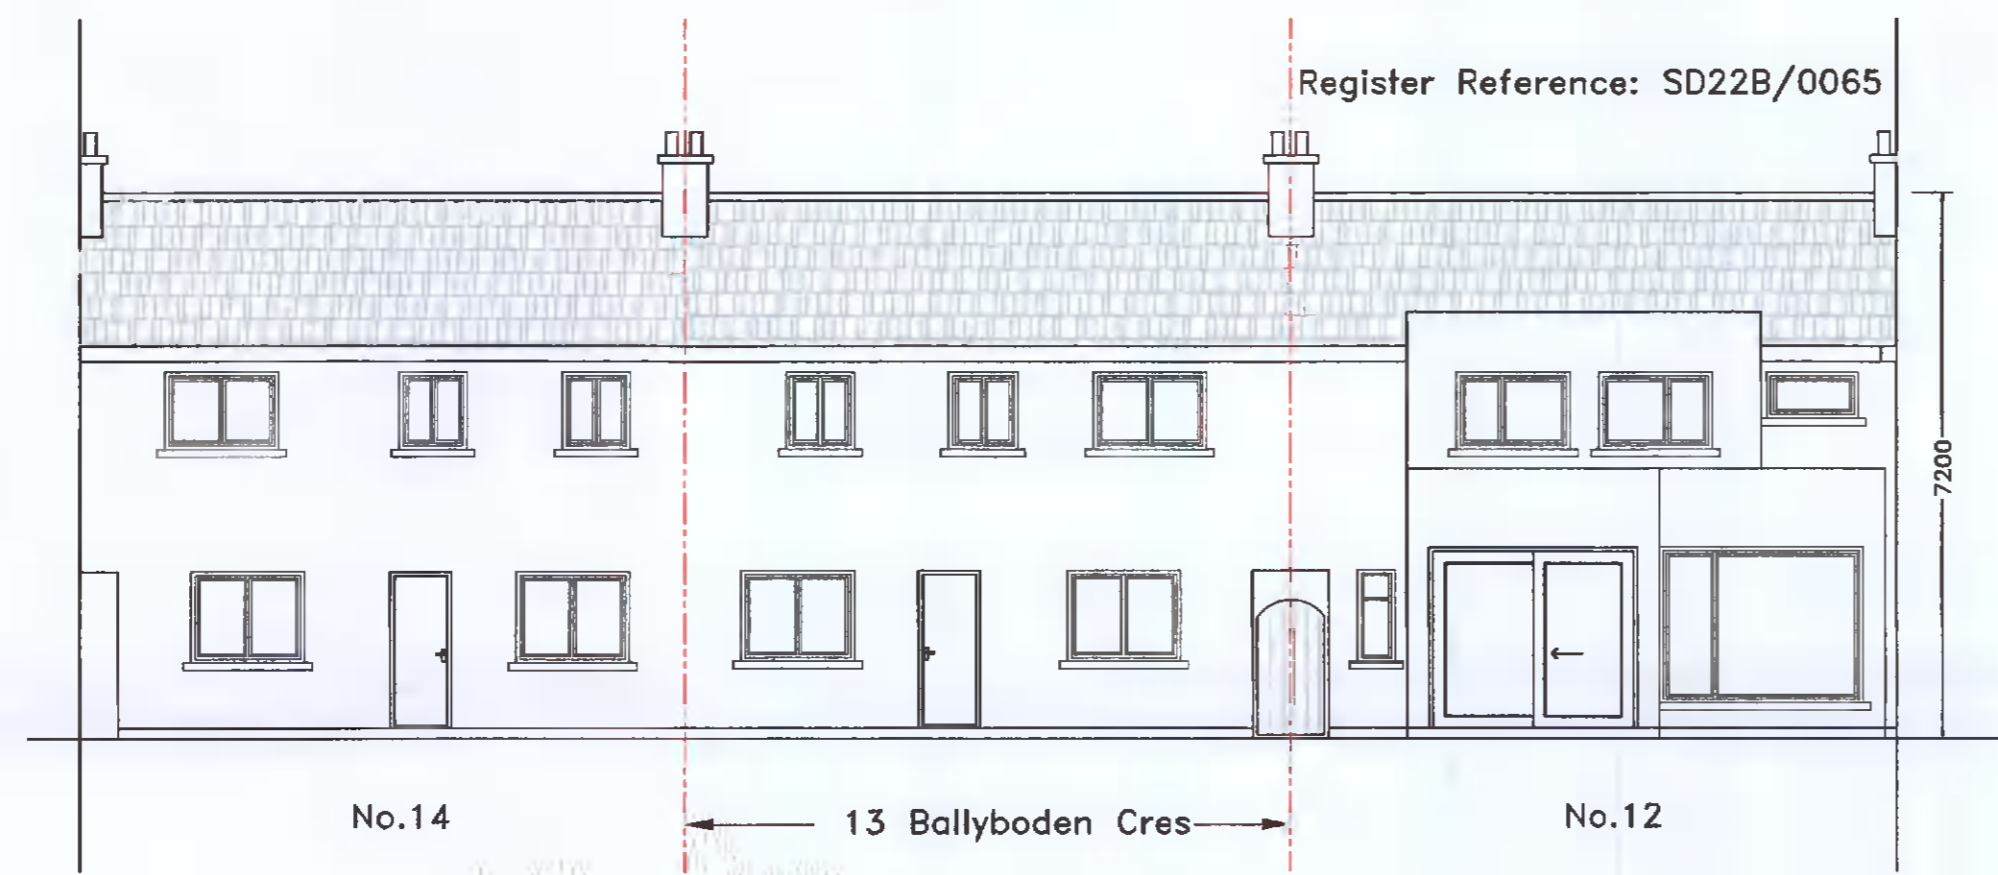 Register Reference: SD22B/0065
7200
No.14
13 Ballyboden Cres
No.12